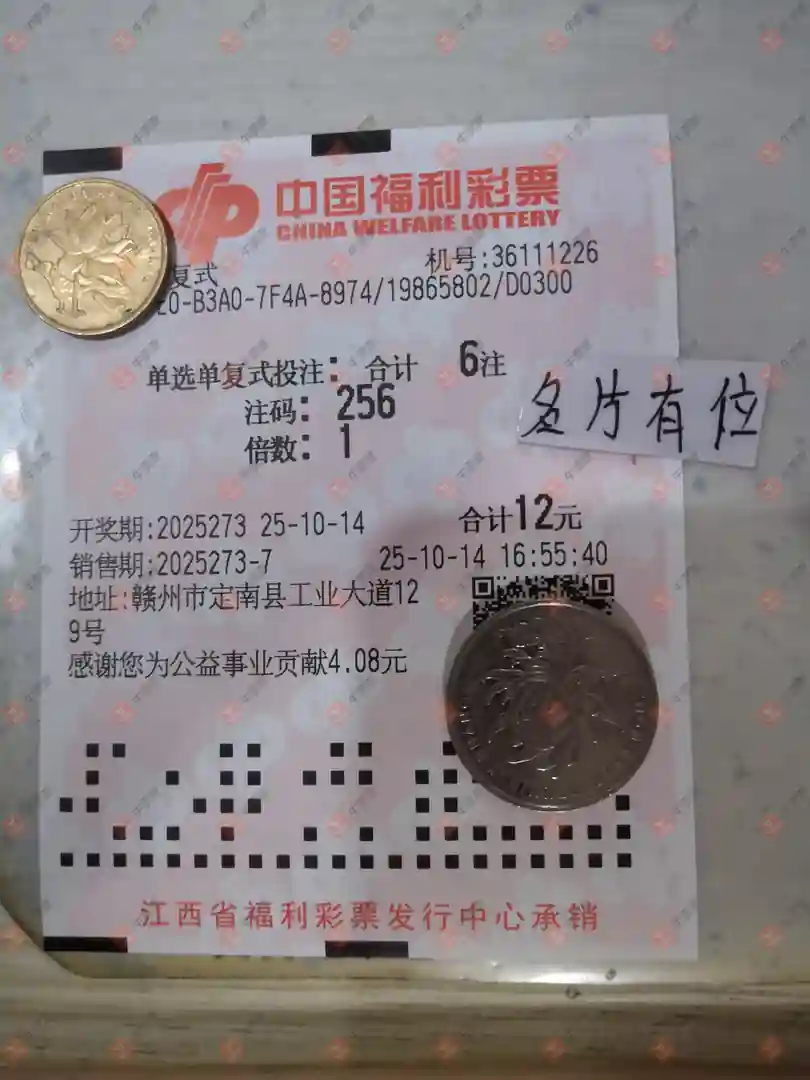 中国福利彩票
CHINA WELFARE LOTTERY
复式
机号:36111226
E0-B3A0-7F4A-8974/19865802/D0300
单选单复式投注: 合计 6注
注码: 256
倍数: 1
名片有位
开奖期:2025273 25-10-14 合计12元
销售期:2025273-7 25-10-14 16:55:40
地址:赣州市定南县工业大道12
9号
感谢您为公益事业贡献4.08元
江西省福利彩票发行中心承销